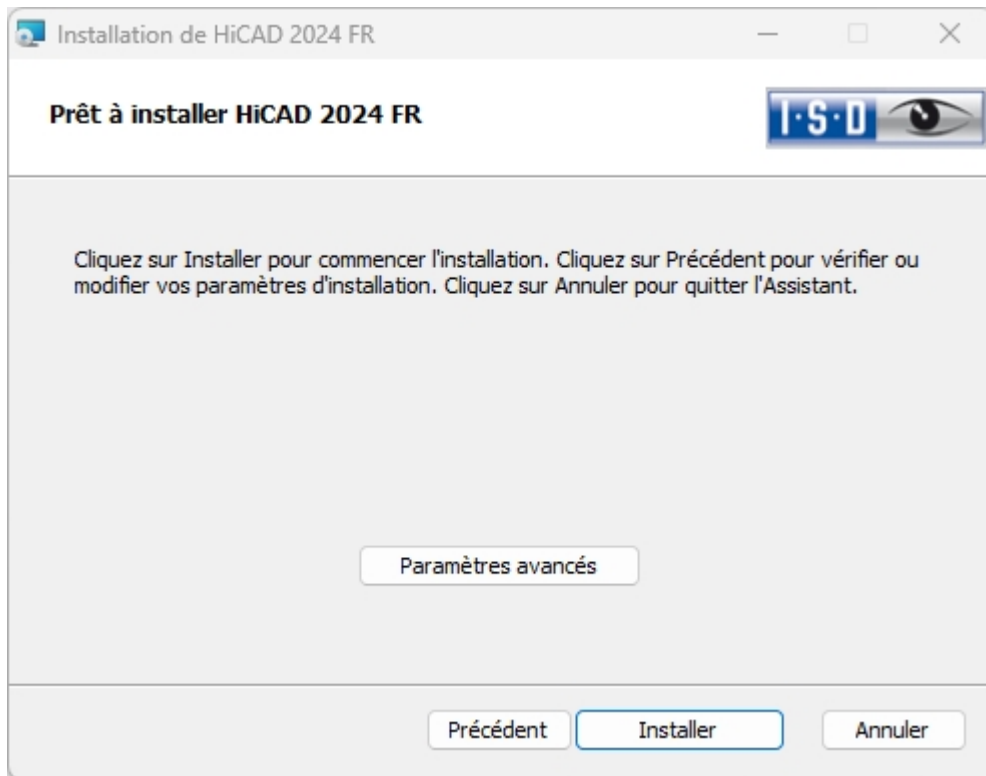 Installation de HiCAD 2024 FR
Prêt à installer HiCAD 2024 FR
I·S·D
Cliquez sur Installer pour commencer l'installation. Cliquez sur Précédent pour vérifier ou
modifier vos paramètres d'installation. Cliquez sur Annuler pour quitter l'Assistant.
Paramètres avancés
Précédent Installer Annuler